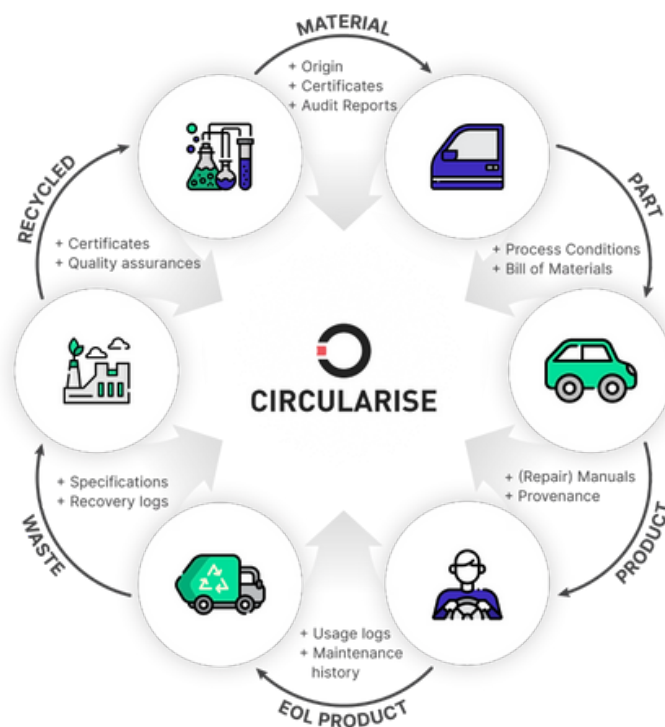 MATERIAL
+ Origin
+ Certificates
+ Audit Reports
PART
+ Process Conditions
+ Bill of Materials
PRODUCT
+ (Repair) Manuals
+ Provenance
EOL PRODUCT
+ Usage logs
+ Maintenance
history
WASTE
+ Specifications
+ Recovery logs
RECYCLED
+ Certificates
+ Quality assurances
CIRCULARISE